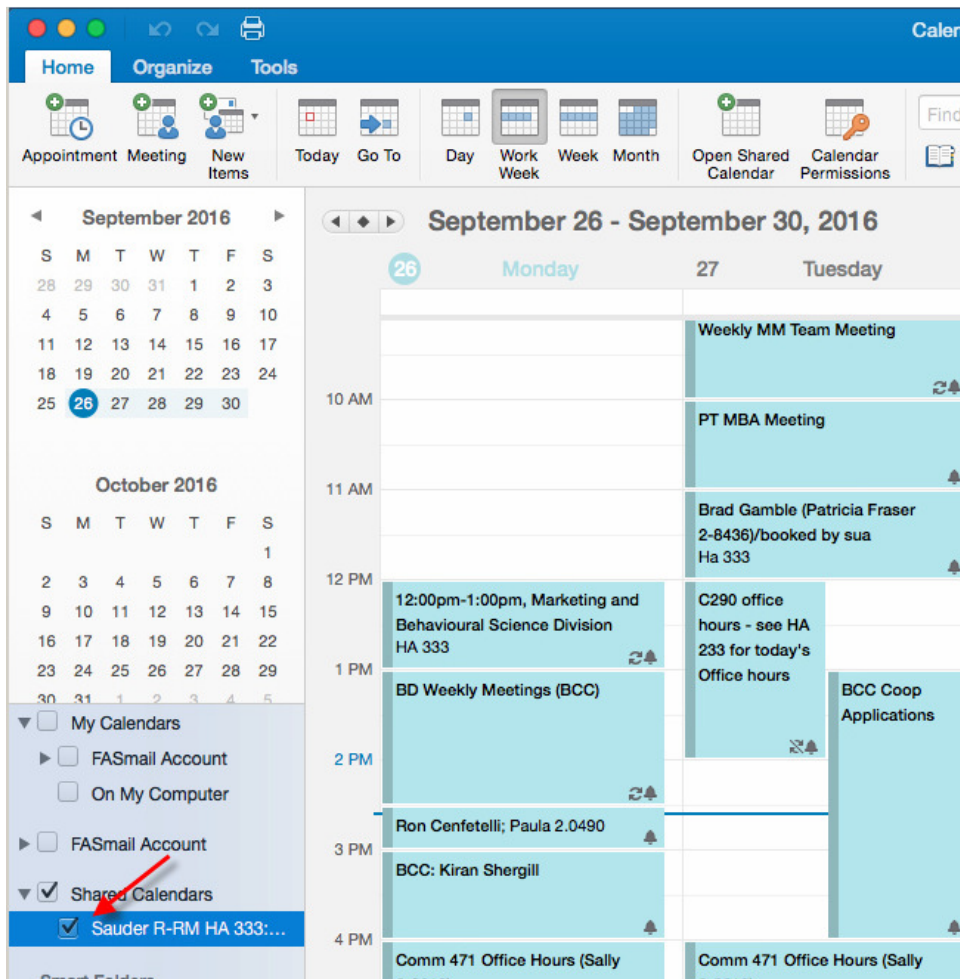 Calen
Home Organize Tools
Appointment Meeting New Items Today Go To Day Work Week Week Month Open Shared Calendar Calendar Permissions Find
September 2016
S M T W T F S
28 29 30 31 1 2 3
4 5 6 7 8 9 10
11 12 13 14 15 16 17
18 19 20 21 22 23 24
25 26 27 28 29 30
October 2016
S M T W T F S
1
2 3 4 5 6 7 8
9 10 11 12 13 14 15
16 17 18 19 20 21 22
23 24 25 26 27 28 29
30 31 1 2 3 4 5
My Calendars
FASmail Account
On My Computer
FASmail Account
Shared Calendars
Sauder R-RM HA 333:...
September 26 - September 30, 2016
26 Monday 27 Tuesday
10 AM
11 AM
12 PM
1 PM
2 PM
3 PM
4 PM
12:00pm-1:00pm, Marketing and
Behavioural Science Division
HA 333
BD Weekly Meetings (BCC)
Ron Cenfetelli; Paula 2.0490
BCC: Kiran Shergill
Comm 471 Office Hours (Sally
Weekly MM Team Meeting
PT MBA Meeting
Brad Gamble (Patricia Fraser
2-8436)/booked by sua
Ha 333
C290 office
hours - see HA
233 for today's
Office hours
BCC Coop
Applications
Comm 471 Office Hours (Sally